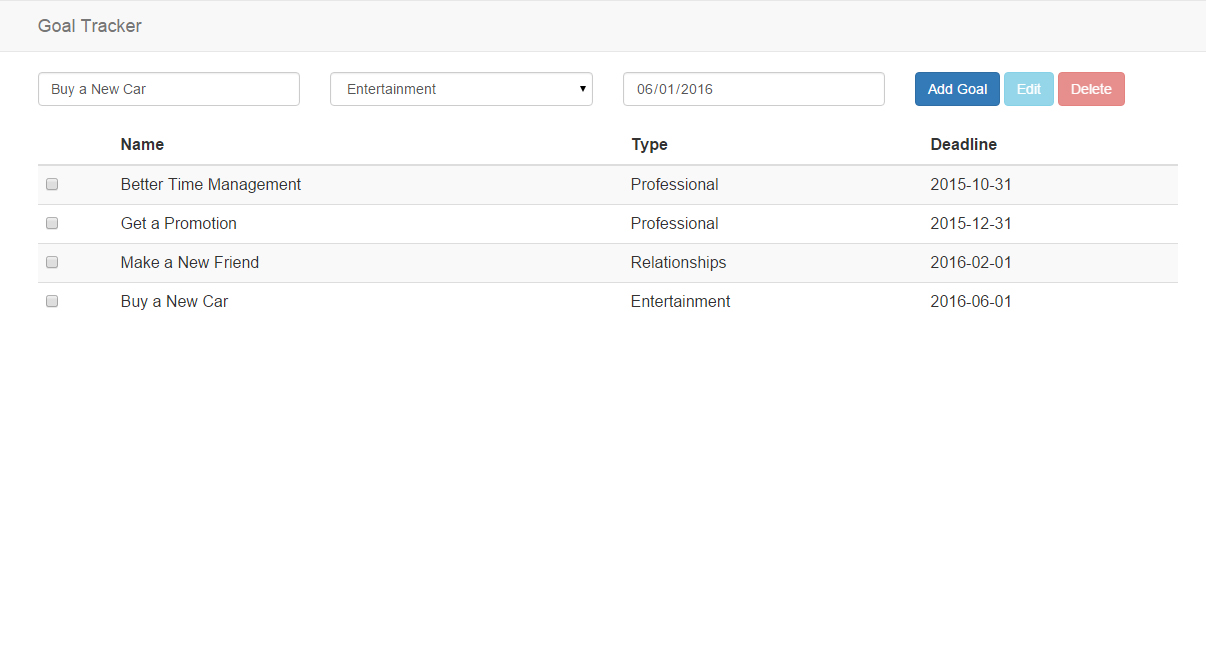 Goal Tracker
Buy a New Car Entertainment 06/01/2016 Add Goal Edit Delete
Name Type Deadline
Better Time Management Professional 2015-10-31
Get a Promotion Professional 2015-12-31
Make a New Friend Relationships 2016-02-01
Buy a New Car Entertainment 2016-06-01